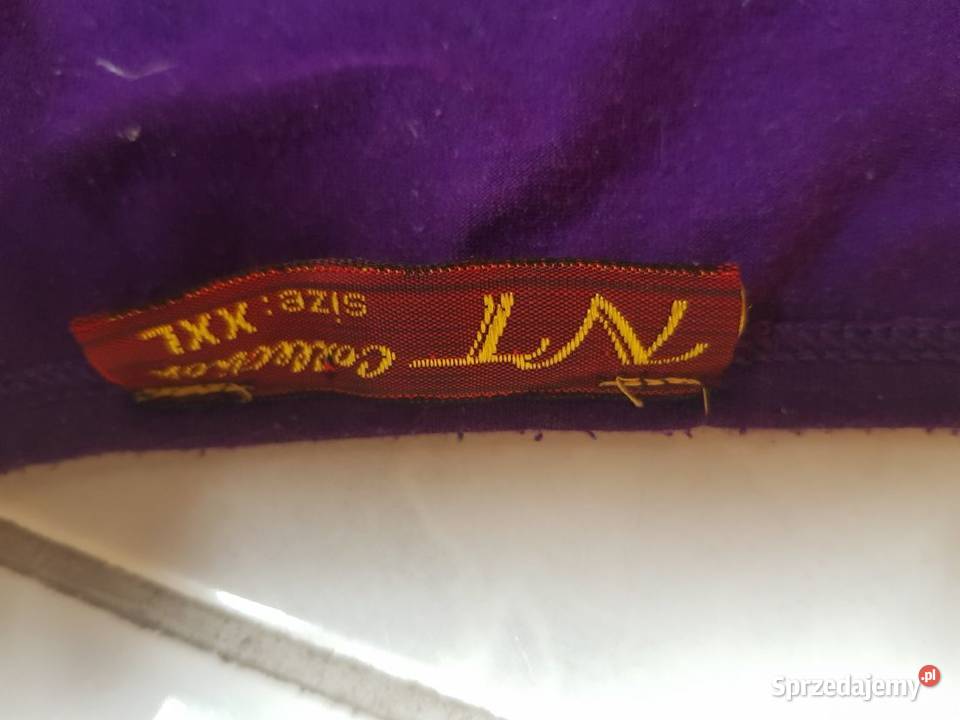 NT
Collection
size: XXL
Sprzedajemy.pl